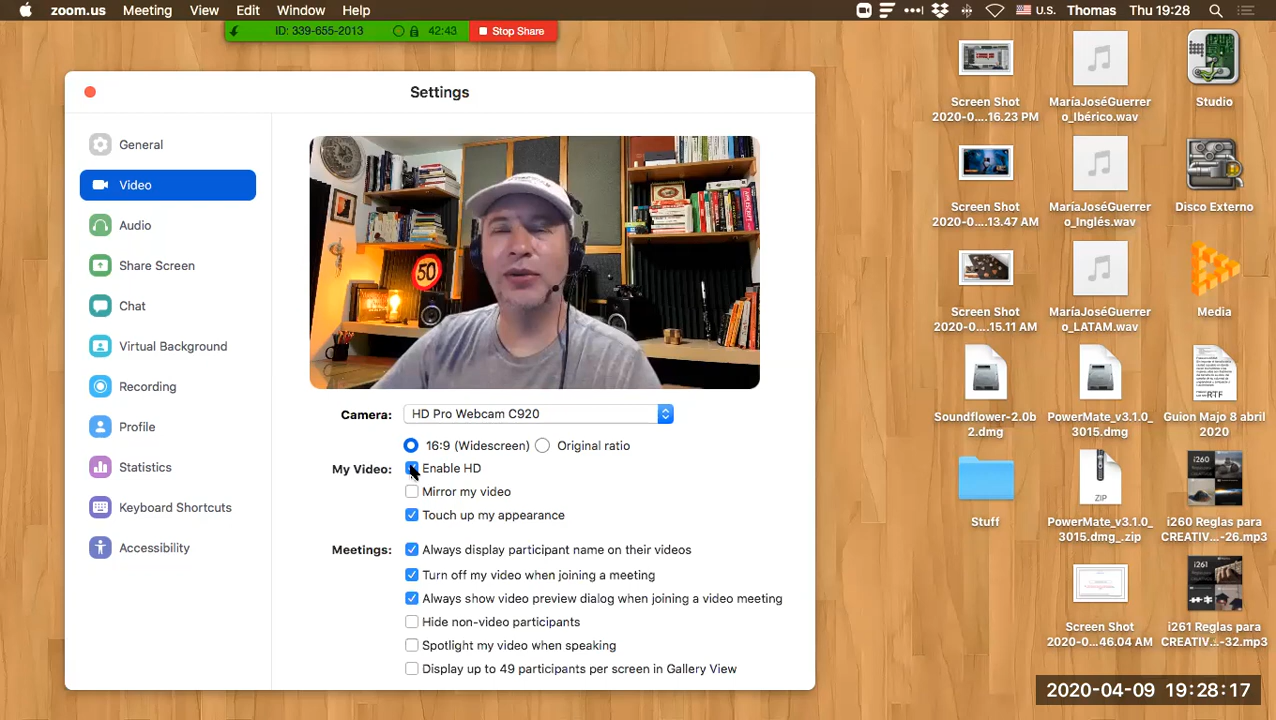 zoom.us Meeting View Edit Window Help
U.S. Thomas Thu 19:28
ID: 339-655-2013 42:43 Stop Share
Settings
General
Video
Audio
Share Screen
Chat
Virtual Background
Recording
Profile
Statistics
Keyboard Shortcuts
Accessibility
50
Camera: HD Pro Webcam C920
16:9 (Widescreen) Original ratio
My Video: Enable HD
Mirror my video
Touch up my appearance
Meetings: Always display participant name on their videos
Turn off my video when joining a meeting
Always show video preview dialog when joining a video meeting
Hide non-video participants
Spotlight my video when speaking
Display up to 49 participants per screen in Gallery View
Screen Shot
2020-0....16.23 PM
MaríaJoséGuerrer
o_Ibérico.wav
Studio
Screen Shot
2020-0....13.47 AM
MaríaJoséGuerrer
o_Inglés.wav
Disco Externo
Screen Shot
2020-0....15.11 AM
MaríaJoséGuerrer
o_LATAM.wav
Media
Soundflower-2.0b
2.dmg
PowerMate_v3.1.0_
3015.dmg
RTF
Guion Majo 8 abril
2020
Stuff
ZIP
PowerMate_v3.1.0_
3015.dmg_.zip
i260
i260 Reglas para
CREATIV...-26.mp3
Screen Shot
2020-0....46.04 AM
i261
i261 Reglas para
CREATIV...-32.mp3
2020-04-09 19:28:17